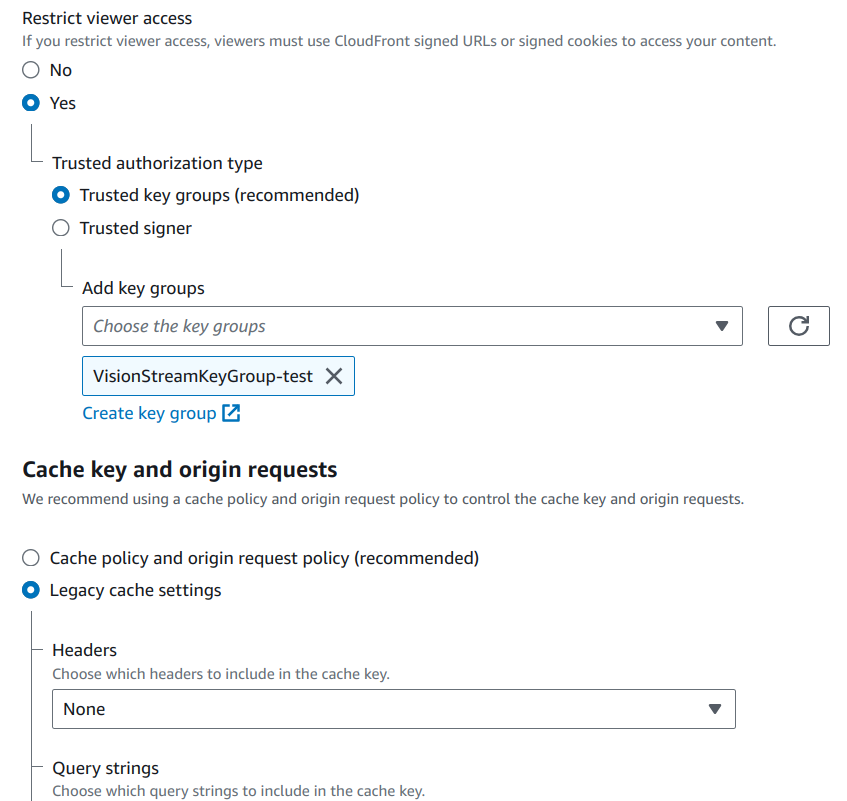 Restrict viewer access
If you restrict viewer access, viewers must use CloudFront signed URLs or signed cookies to access your content.
No
Yes
Trusted authorization type
Trusted key groups (recommended)
Trusted signer
Add key groups
Choose the key groups
VisionStreamKeyGroup-test
Create key group
Cache key and origin requests
We recommend using a cache policy and origin request policy to control the cache key and origin requests.
Cache policy and origin request policy (recommended)
Legacy cache settings
Headers
Choose which headers to include in the cache key.
None
Query strings
Choose which query strings to include in the cache key.